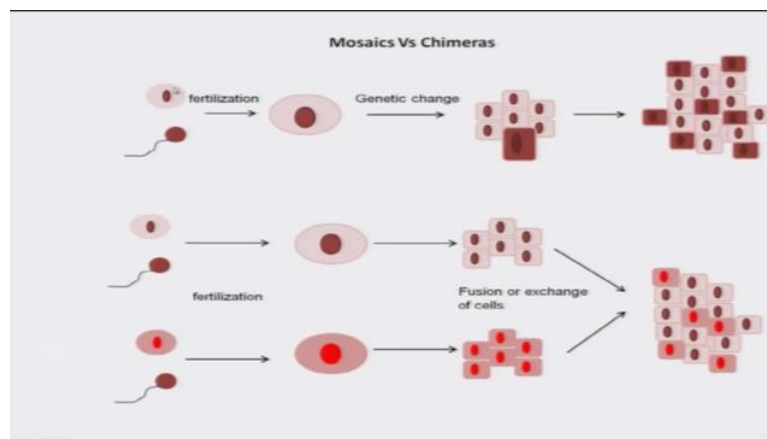 Mosaics Vs Chimeras
fertilization
Genetic change
fertilization
Fusion or exchange
of cells